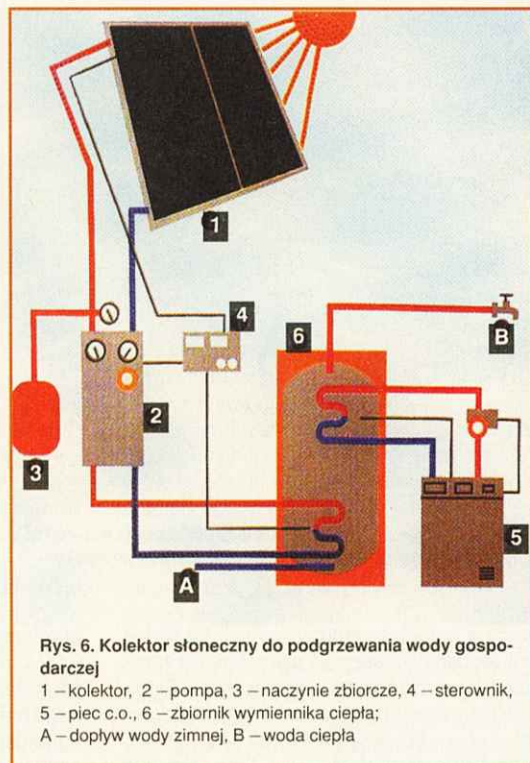 1
4
6
B
2
3
5
A
Rys. 6. Kolektor słoneczny do podgrzewania wody gospo-
darczej
1 – kolektor, 2 – pompa, 3 – naczynie zbiorcze, 4 – sterownik,
5 – piec c.o., 6 – zbiornik wymiennika ciepła;
A – dopływ wody zimnej, B – woda ciepła